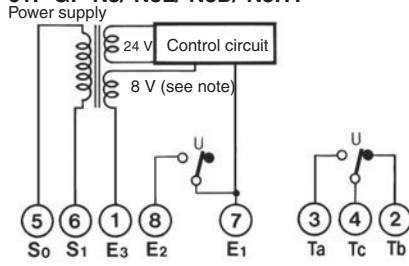 Power supply
24 V
Control circuit
8 V (see note)
U
U
5 6 1 8 7 3 4 2
S0 S1 E3 E2 E1 Ta Tc Tb